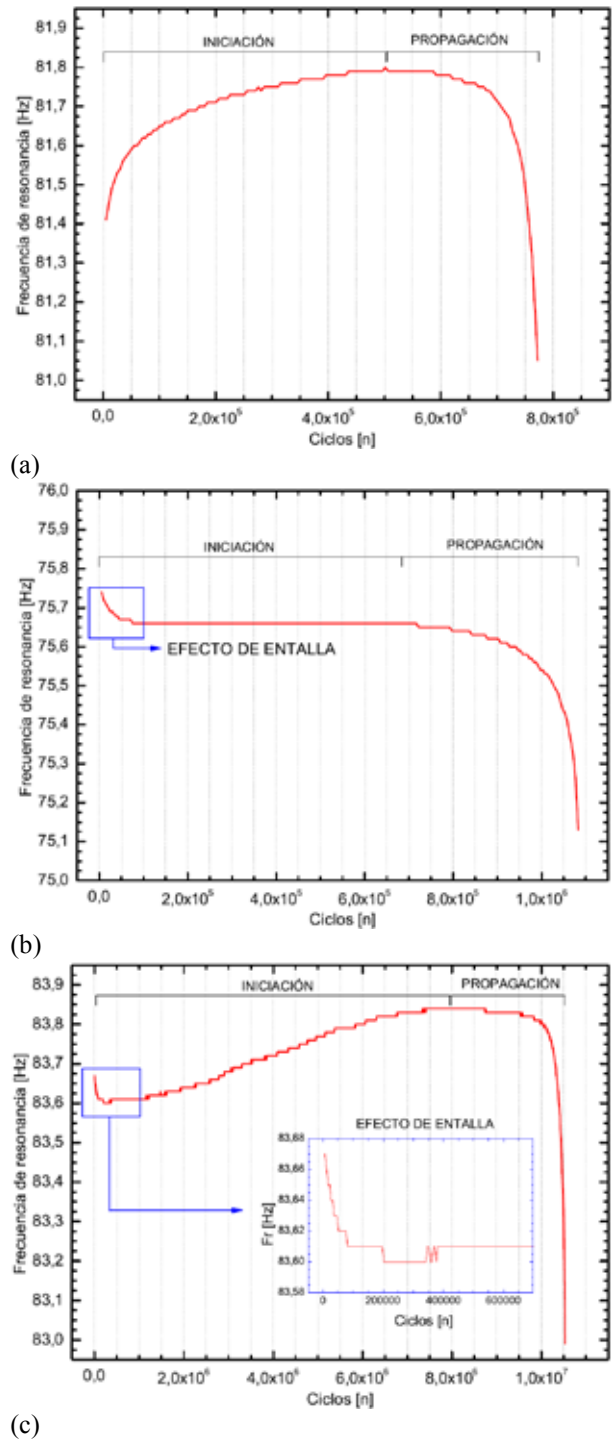 INICIACIÓN
PROPAGACIÓN
Frecuencia de resonancia [Hz]
81,9
81,8
81,7
81,6
81,5
81,4
81,3
81,2
81,1
81,0
0,0
2,0x10⁵
4,0x10⁵
6,0x10⁵
8,0x10⁵
Ciclos [n]
(a)
INICIACIÓN
PROPAGACIÓN
EFECTO DE ENTALLA
Frecuencia de resonancia [Hz]
76,0
75,9
75,8
75,7
75,6
75,5
75,4
75,3
75,2
75,1
75,0
0,0
2,0x10⁵
4,0x10⁵
6,0x10⁵
8,0x10⁵
1,0x10⁶
Ciclos [n]
(b)
INICIACIÓN
PROPAGACIÓN
Frecuencia de resonancia [Hz]
83,9
83,8
83,7
83,6
83,5
83,4
83,3
83,2
83,1
83,0
EFECTO DE ENTALLA
Fr [Hz]
83,68
83,66
83,64
83,62
83,60
83,58
0
200000
400000
600000
Ciclos [n]
0,0
2,0x10⁶
4,0x10⁶
6,0x10⁶
8,0x10⁶
1,0x10⁷
Ciclos [n]
(c)